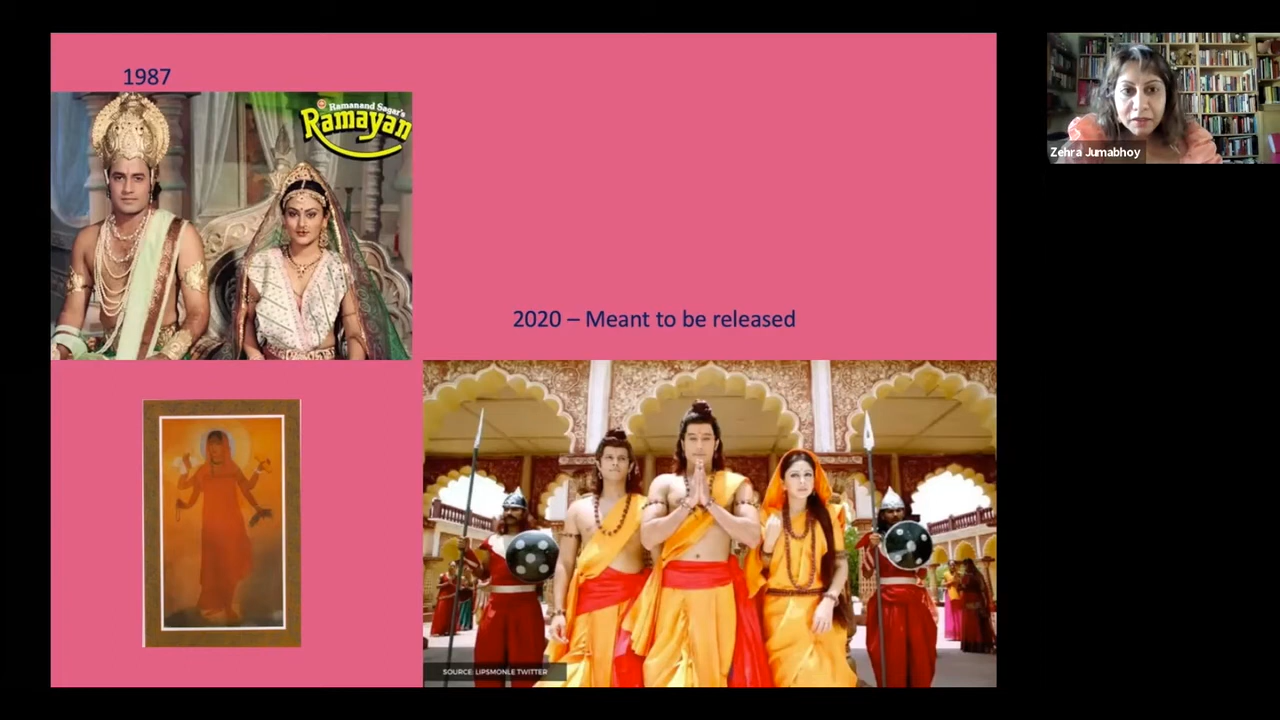 1987
Ramanand Sagar's
Ramayan
2020 – Meant to be released
SOURCE: LIPSMONLE TWITTER
Zehra Jumabhoy